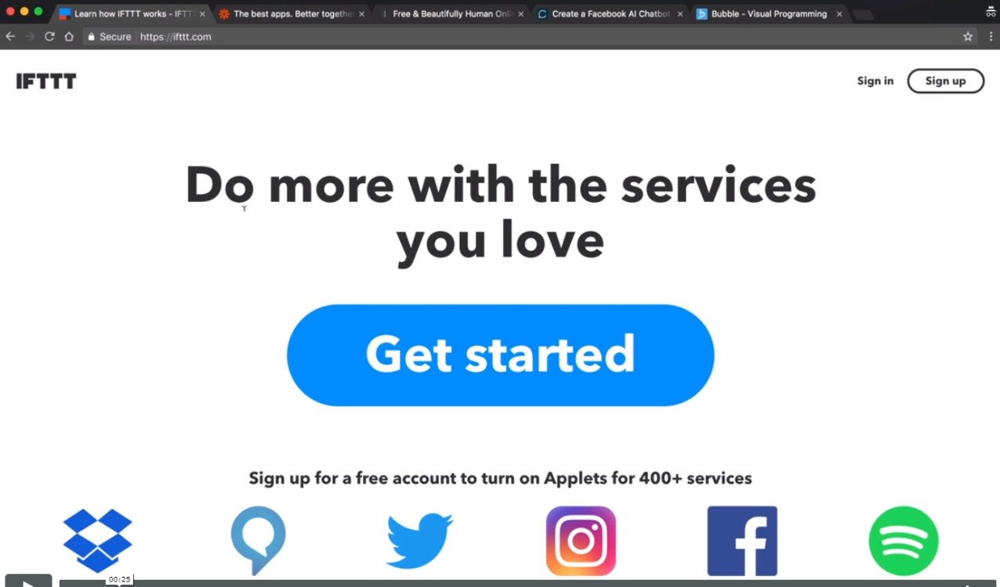 Learn how IFTTT works - IFTT
The best apps. Better togethe
Free & Beautifully Human Onli
Create a Facebook AI Chatbot
Bubble - Visual Programming
Secure
https://ifttt.com
IFTTT
Sign in
Sign up
Do more with the services
you love
Get started
Sign up for a free account to turn on Applets for 400+ services
00:25